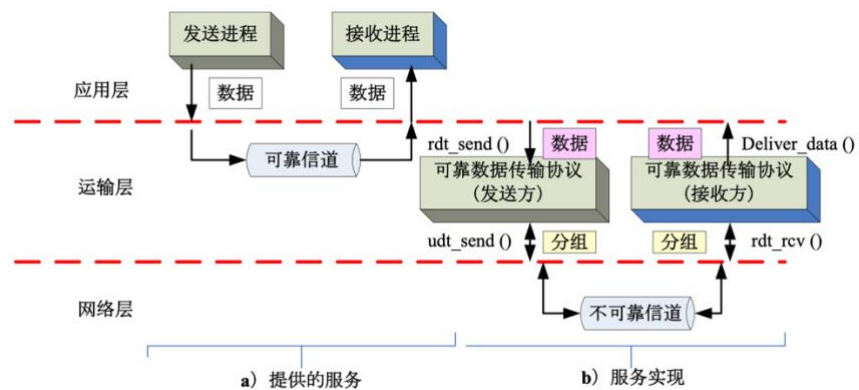 发送进程
接收进程
应用层
数据
数据
rdt_send ()
数据
数据
Deliver_data ()
可靠信道
运输层
可靠数据传输协议
(发送方)
可靠数据传输协议
(接收方)
udt_send ()
分组
分组
rdt_rcv ()
网络层
不可靠信道
a）提供的服务
b）服务实现